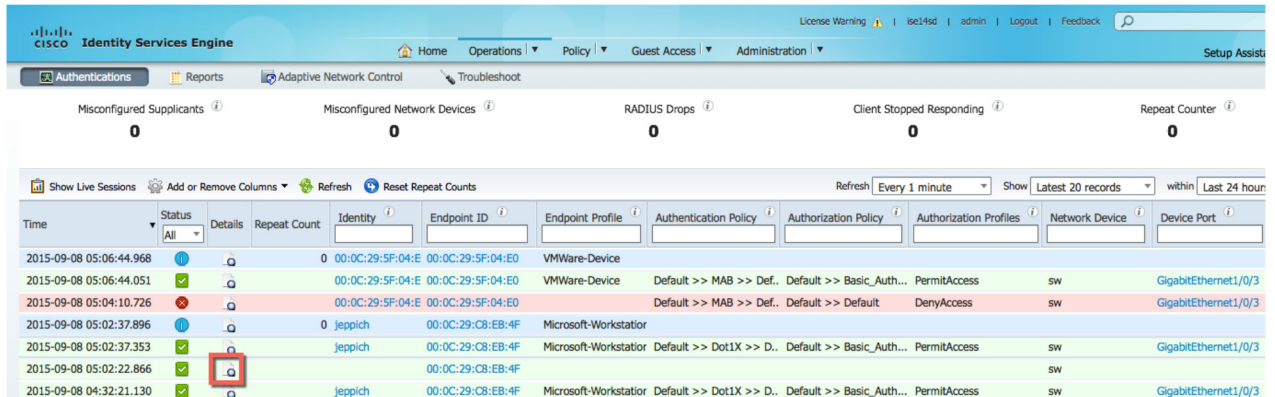 License Warning | ise14sd | admin | Logout | Feedback
cisco Identity Services Engine
Home Operations Policy Guest Access Administration
Setup Assista
Authentications Reports Adaptive Network Control Troubleshoot
Misconfigured Supplicants Misconfigured Network Devices RADIUS Drops Client Stopped Responding Repeat Counter
0 0 0 0 0
Show Live Sessions Add or Remove Columns Refresh Reset Repeat Counts Refresh Every 1 minute Show Latest 20 records within Last 24 hours
Time Status Details Repeat Count Identity Endpoint ID Endpoint Profile Authentication Policy Authorization Policy Authorization Profiles Network Device Device Port
All
2015-09-08 05:06:44.968 0 00:0C:29:5F:04:E 00:0C:29:5F:04:E0 VMWare-Device
2015-09-08 05:06:44.051 00:0C:29:5F:04:E 00:0C:29:5F:04:E0 VMWare-Device Default >> MAB >> Def.. Default >> Basic_Auth... PermitAccess sw GigabitEthernet1/0/3
2015-09-08 05:04:10.726 00:0C:29:5F:04:E 00:0C:29:5F:04:E0 Default >> MAB >> Def.. Default >> Default DenyAccess sw GigabitEthernet1/0/3
2015-09-08 05:02:37.896 0 jeppich 00:0C:29:C8:EB:4F Microsoft-Workstatior
2015-09-08 05:02:37.353 jeppich 00:0C:29:C8:EB:4F Microsoft-Workstatior Default >> Dot1X >> D.. Default >> Basic_Auth... PermitAccess sw GigabitEthernet1/0/3
2015-09-08 05:02:22.866 00:0C:29:C8:EB:4F sw
2015-09-08 04:32:21.130 jeppich 00:0C:29:C8:EB:4F Microsoft-Workstatior Default >> Dot1X >> D.. Default >> Basic_Auth... PermitAccess sw GigabitEthernet1/0/3